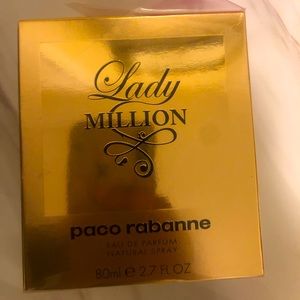 Lady
MILLION
paco rabanne
EAU DE PARFUM
NATURAL SPRAY
80ml ℮ 2.7 FL OZ